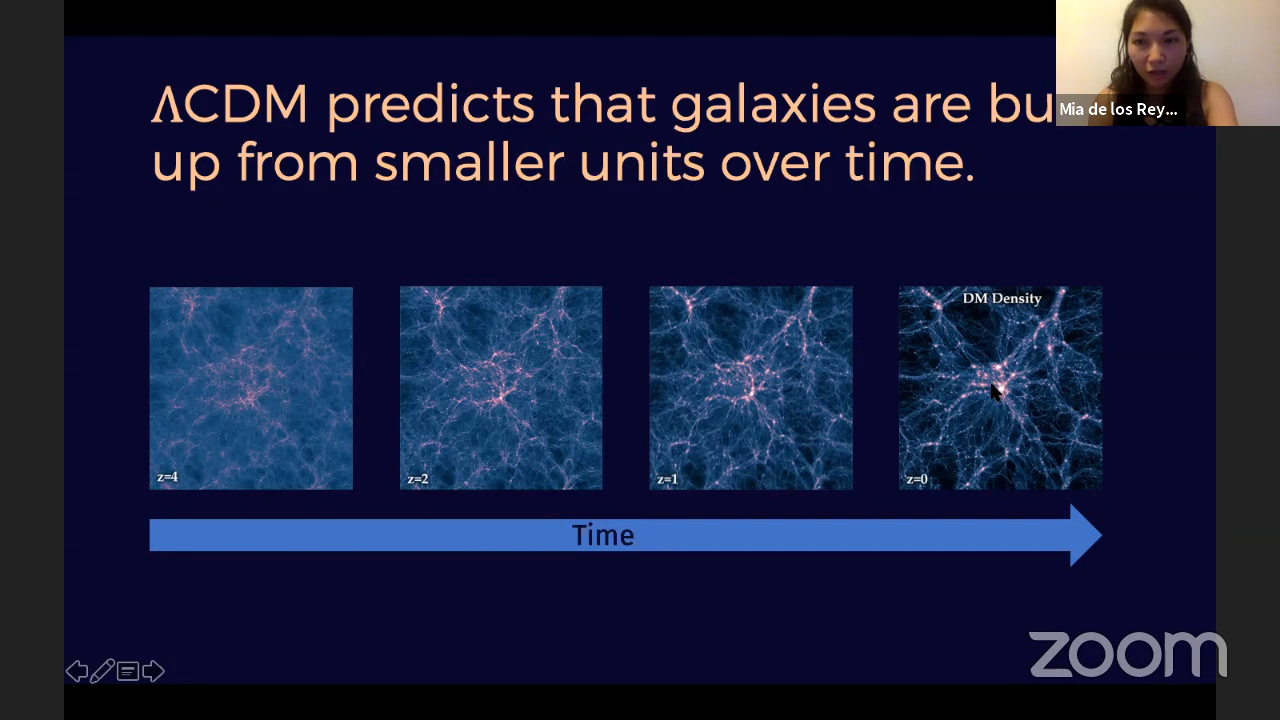 ΛCDM predicts that galaxies are bu
up from smaller units over time.
Mia de los Rey...
DM Density
z=4
z=2
z=1
z=0
Time
zoom